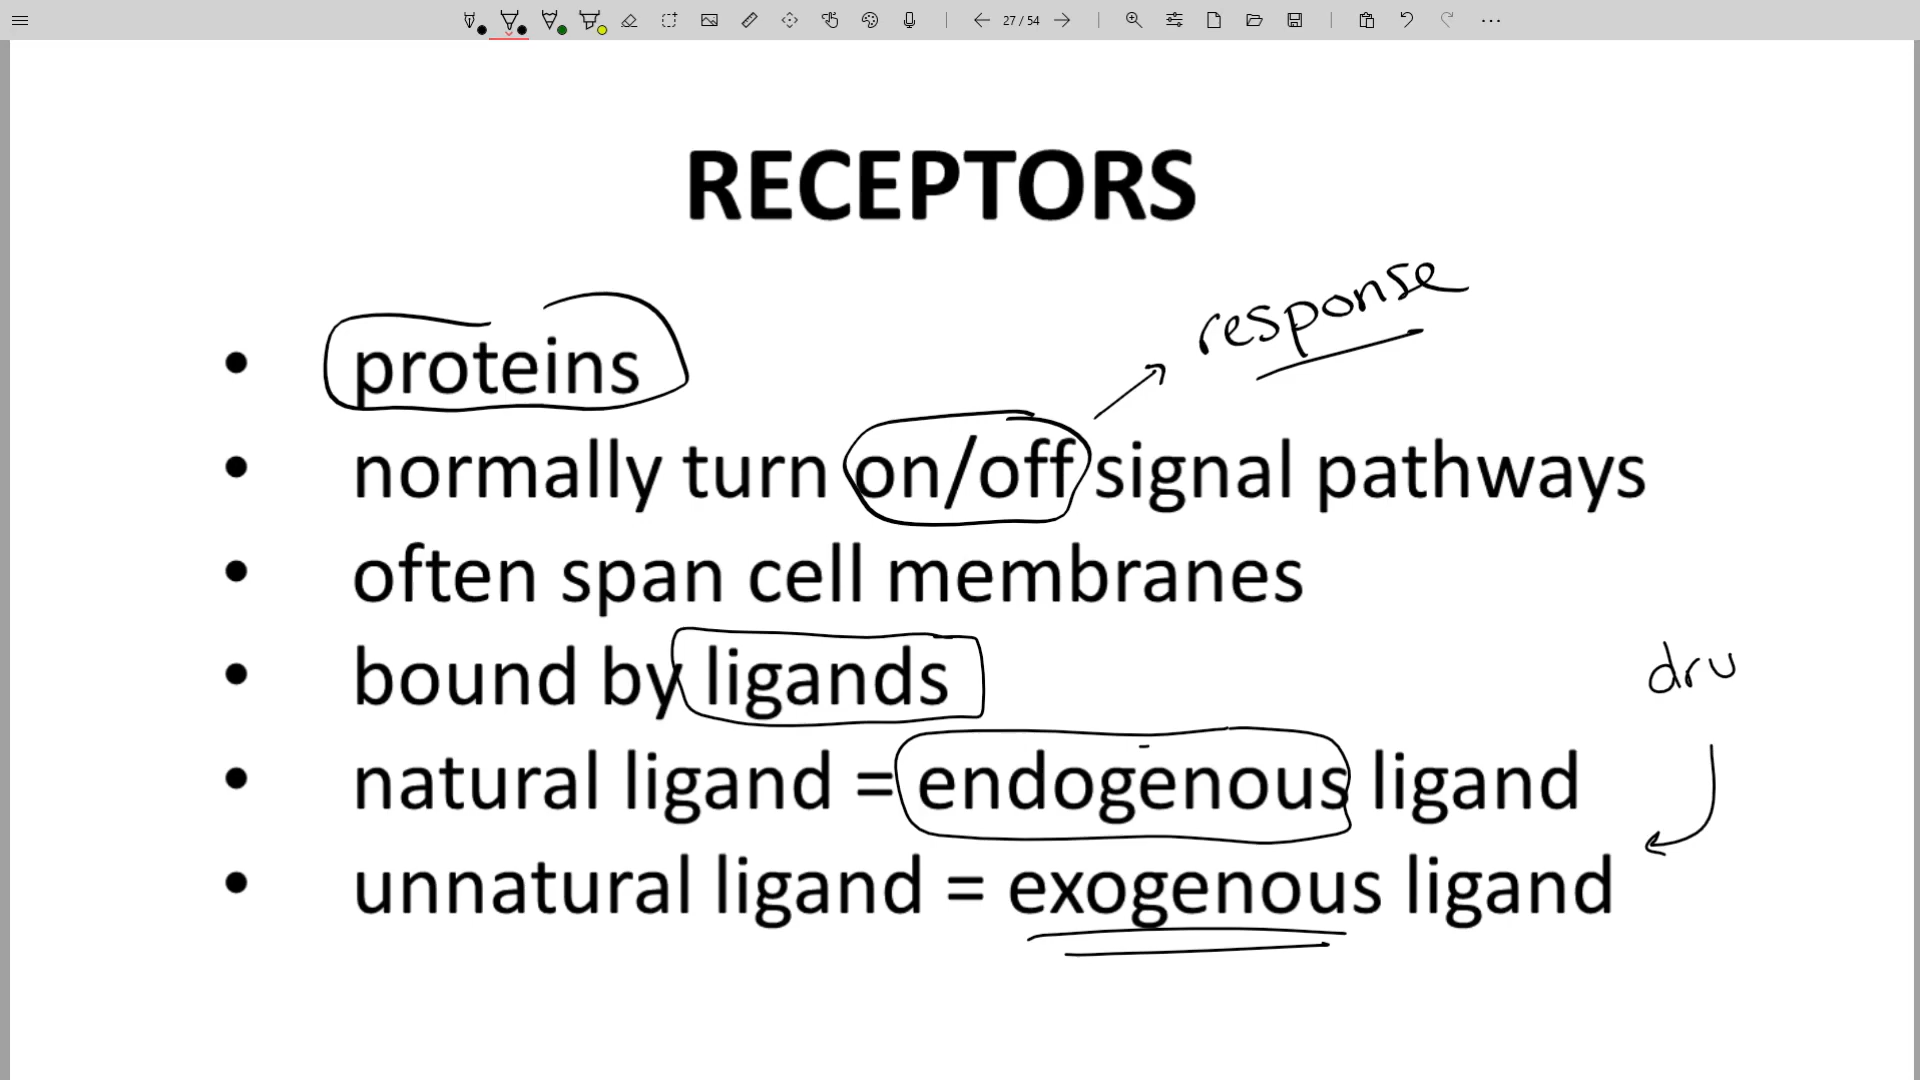 27 / 54
RECEPTORS
response
• proteins
• normally turn on/off signal pathways
• often span cell membranes
• bound by ligands
dru
• natural ligand = endogenous ligand
• unnatural ligand = exogenous ligand